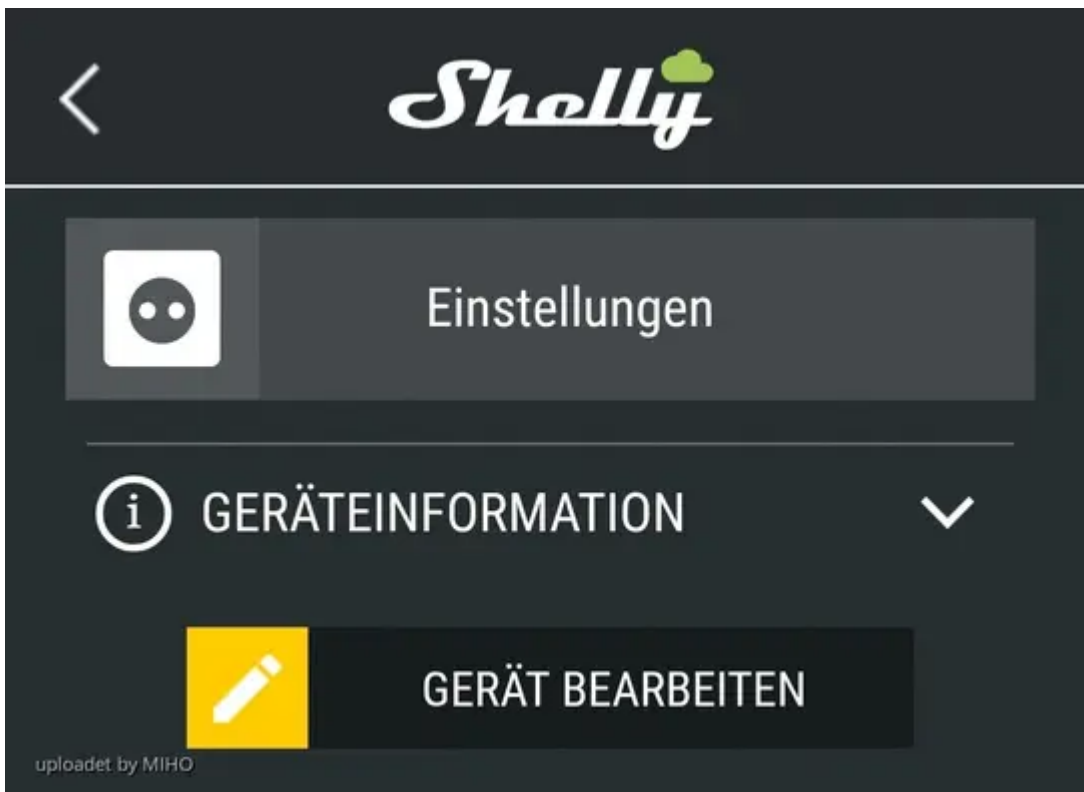 Shelly
Einstellungen
i GERÄTEINFORMATION
GERÄT BEARBEITEN
uploadet by MIHO